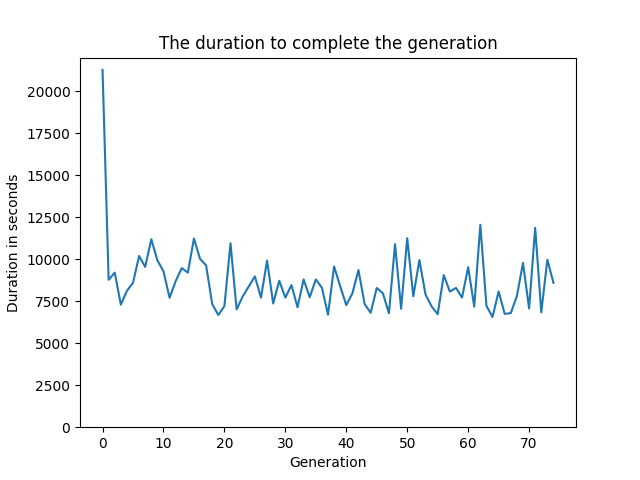 The duration to complete the generation
20000
17500
15000
12500
10000
7500
5000
2500
0
Duration in seconds
0 10 20 30 40 50 60 70
Generation